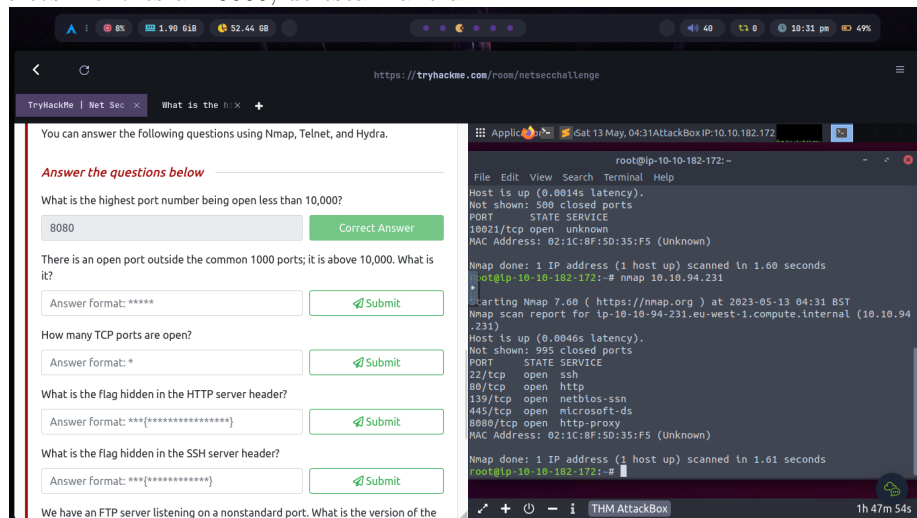 8% 1.90 GiB 52.44 GB 40 0 10:31 pm 49%
https://tryhackme.com/room/netsecchallenge
TryHackMe | Net Sec × What is the hi× +
You can answer the following questions using Nmap, Telnet, and Hydra.
Answer the questions below
What is the highest port number being open less than 10,000?
8080 Correct Answer
There is an open port outside the common 1000 ports; it is above 10,000. What is
it?
Answer format: ***** Submit
How many TCP ports are open?
Answer format: * Submit
What is the flag hidden in the HTTP server header?
Answer format: ***{****************} Submit
What is the flag hidden in the SSH server header?
Answer format: ***{*************} Submit
We have an FTP server listening on a nonstandard port. What is the version of the
Sat 13 May, 04:31 AttackBox IP:10.10.182.172
root@ip-10-10-182-172: ~
File Edit View Search Terminal Help
Host is up (0.0014s latency).
Not shown: 500 closed ports
PORT STATE SERVICE
10021/tcp open unknown
MAC Address: 02:1C:8F:5D:35:F5 (Unknown)
Nmap done: 1 IP address (1 host up) scanned in 1.60 seconds
root@ip-10-10-182-172:~# nmap 10.10.94.231
Starting Nmap 7.60 ( https://nmap.org ) at 2023-05-13 04:31 BST
Nmap scan report for ip-10-10-94-231.eu-west-1.compute.internal (10.10.94
.231)
Host is up (0.0046s latency).
Not shown: 995 closed ports
PORT STATE SERVICE
22/tcp open ssh
80/tcp open http
139/tcp open netbios-ssn
445/tcp open microsoft-ds
8080/tcp open http-proxy
MAC Address: 02:1C:8F:5D:35:F5 (Unknown)
Nmap done: 1 IP address (1 host up) scanned in 1.61 seconds
root@ip-10-10-182-172:~#
THM AttackBox 1h 47m 54s